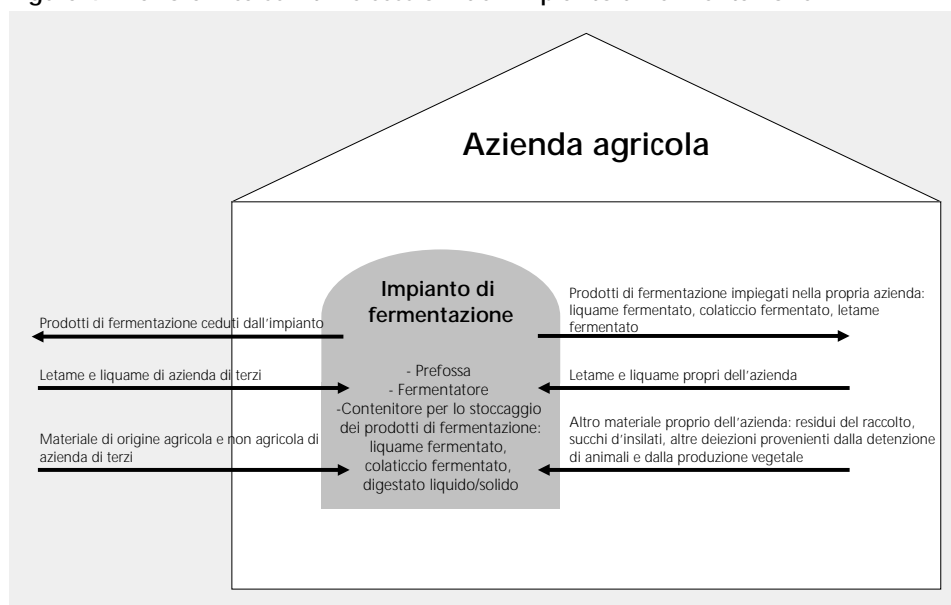 Azienda agricola
Impianto di
fermentazione
- Prefossa
- Fermentatore
-Contenitore per lo stoccaggio
dei prodotti di fermentazione:
liquame fermentato,
colaticcio fermentato,
digestato liquido/solido
Prodotti di fermentazione ceduti dall'impianto
Letame e liquame di azienda di terzi
Materiale di origine agricola e non agricola di
azienda di terzi
Prodotti di fermentazione impiegati nella propria azienda:
liquame fermentato, colaticcio fermentato, letame
fermentato
Letame e liquame propri dell'azienda
Altro materiale proprio dell'azienda: residui del raccolto,
succhi d'insilati, altre deiezioni provenienti dalla detenzione
di animali e dalla produzione vegetale